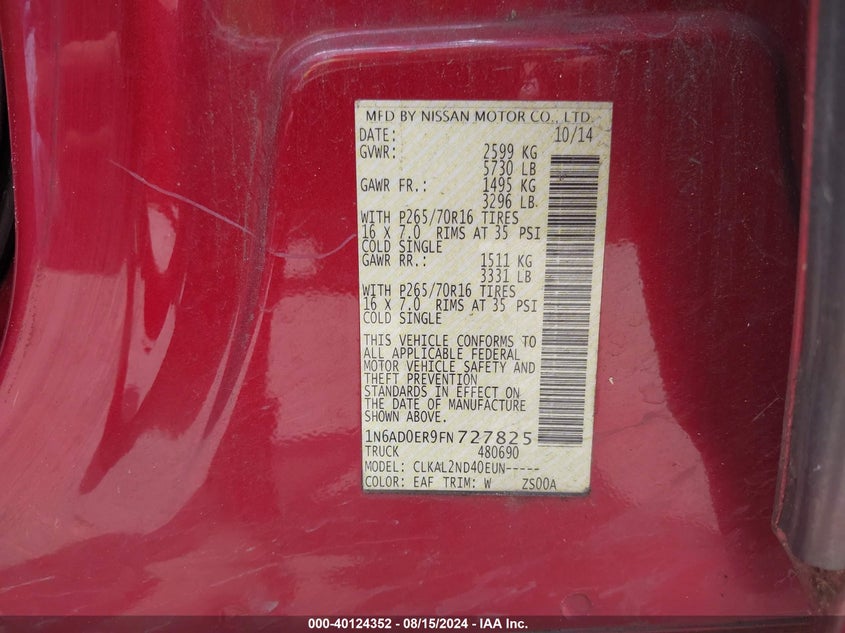 MFD BY NISSAN MOTOR CO., LTD.
DATE: 10/14
GVWR: 2599 KG
5730 LB
GAWR FR.: 1495 KG
3296 LB
WITH P265/70R16 TIRES
16 X 7.0 RIMS AT 35 PSI
COLD SINGLE
GAWR RR.: 1511 KG
3331 LB
WITH P265/70R16 TIRES
16 X 7.0 RIMS AT 35 PSI
COLD SINGLE
THIS VEHICLE CONFORMS TO
ALL APPLICABLE FEDERAL
MOTOR VEHICLE SAFETY AND
THEFT PREVENTION
STANDARDS IN EFFECT ON
THE DATE OF MANUFACTURE
SHOWN ABOVE.
1N6AD0ER9FN727825
TRUCK 480690
MODEL: CLKAL2ND40EUN-----
COLOR: EAF TRIM: W ZS00A
000-40124352 - 08/15/2024 - IAA Inc.